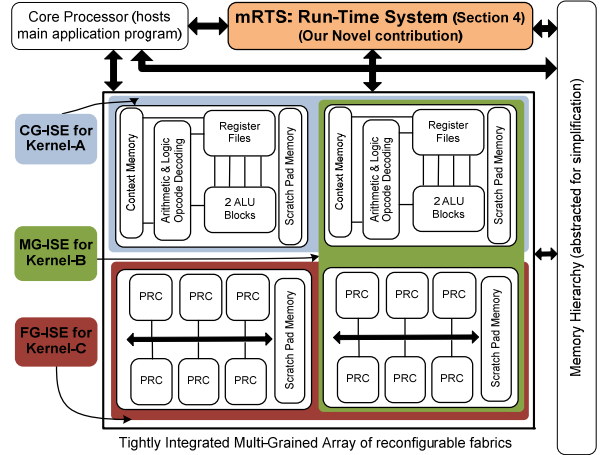 Core Processor (hosts
main application program)
mRTS: Run-Time System (Section 4)
(Our Novel contribution)
Memory Hierarchy (abstracted for simplification)
CG-ISE for
Kernel-A
Context Memory
Arithmetic & Logic
Opcode Decoding
Register
Files
2 ALU
Blocks
Scratch Pad Memory
Context Memory
Arithmetic & Logic
Opcode Decoding
Register
Files
2 ALU
Blocks
Scratch Pad Memory
MG-ISE for
Kernel-B
FG-ISE for
Kernel-C
PRC PRC PRC
PRC PRC PRC
Scratch Pad Memory
PRC PRC PRC
PRC PRC PRC
Scratch Pad Memory
Tightly Integrated Multi-Grained Array of reconfigurable fabrics